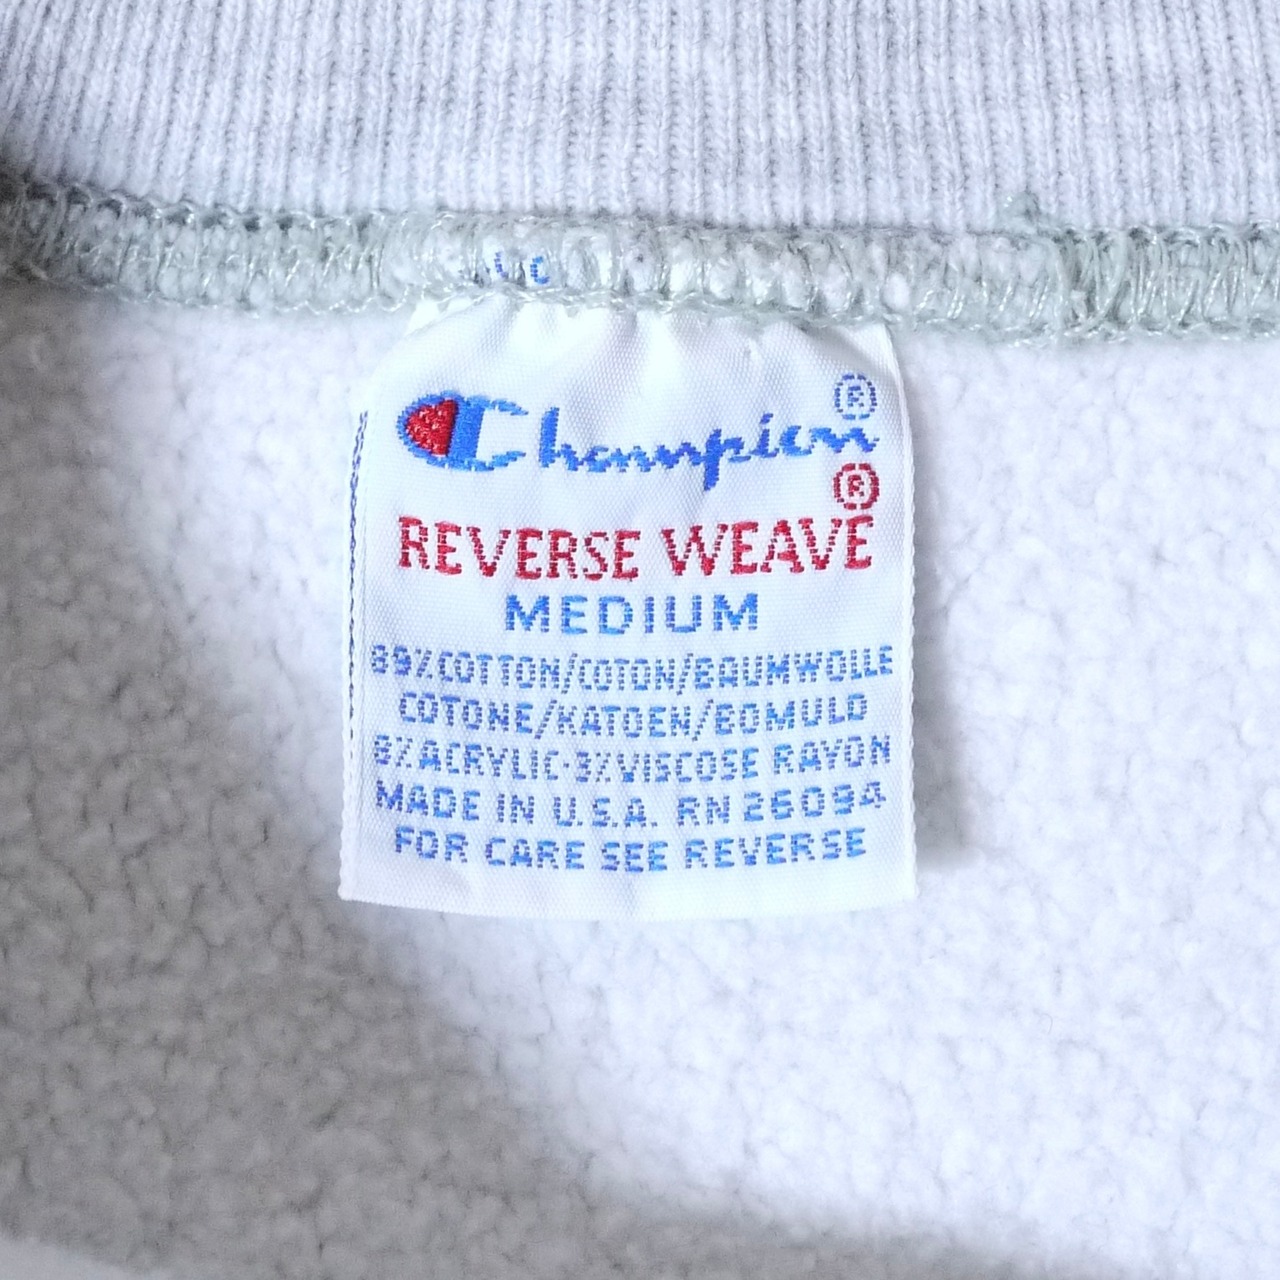 Champion®
®
REVERSE WEAVE
MEDIUM
89% COTTON/COTON/BAUMWOLLE
COTONE/KATOEN/BOMULD
8% ACRYLIC·3% VISCOSE RAYON
MADE IN U.S.A. RN 26094
FOR CARE SEE REVERSE